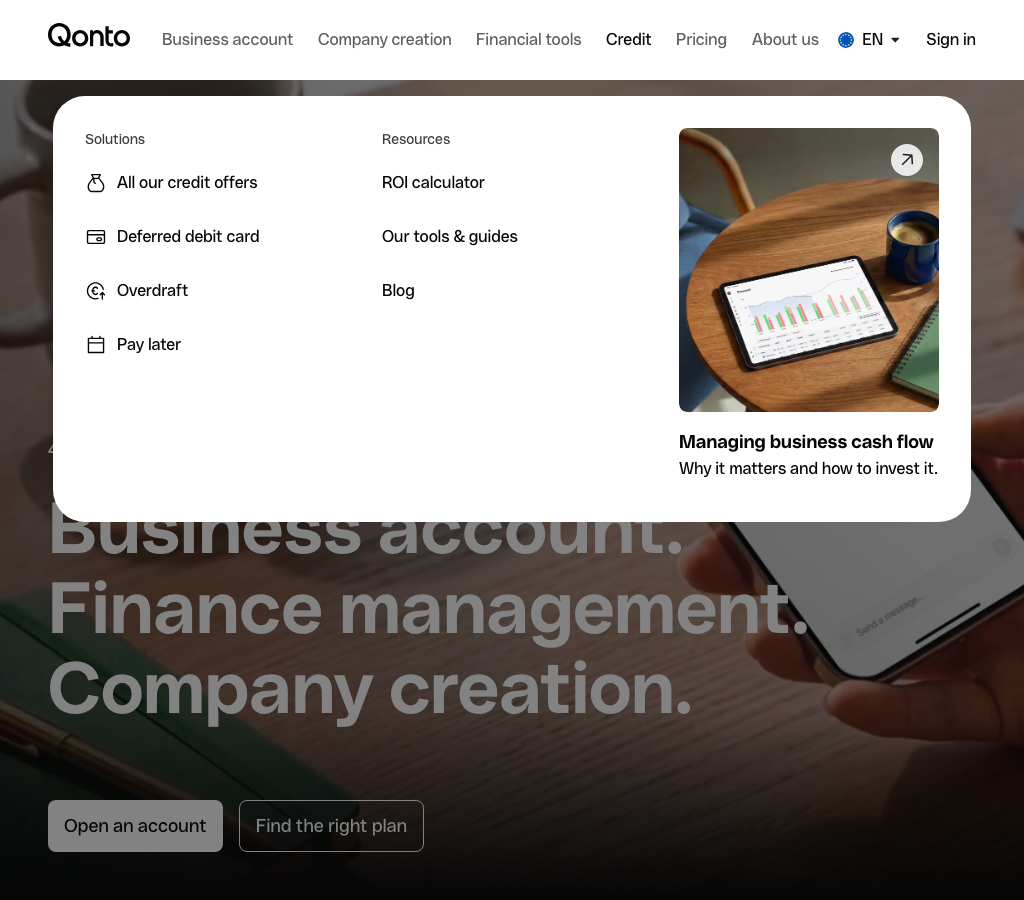 Qonto
Business account
Company creation
Financial tools
Credit
Pricing
About us
EN
Sign in
Solutions
All our credit offers
Deferred debit card
Overdraft
Pay later
Resources
ROI calculator
Our tools & guides
Blog
Managing business cash flow
Why it matters and how to invest it.
Business account.
Finance management.
Company creation.
Send a message...
Open an account
Find the right plan